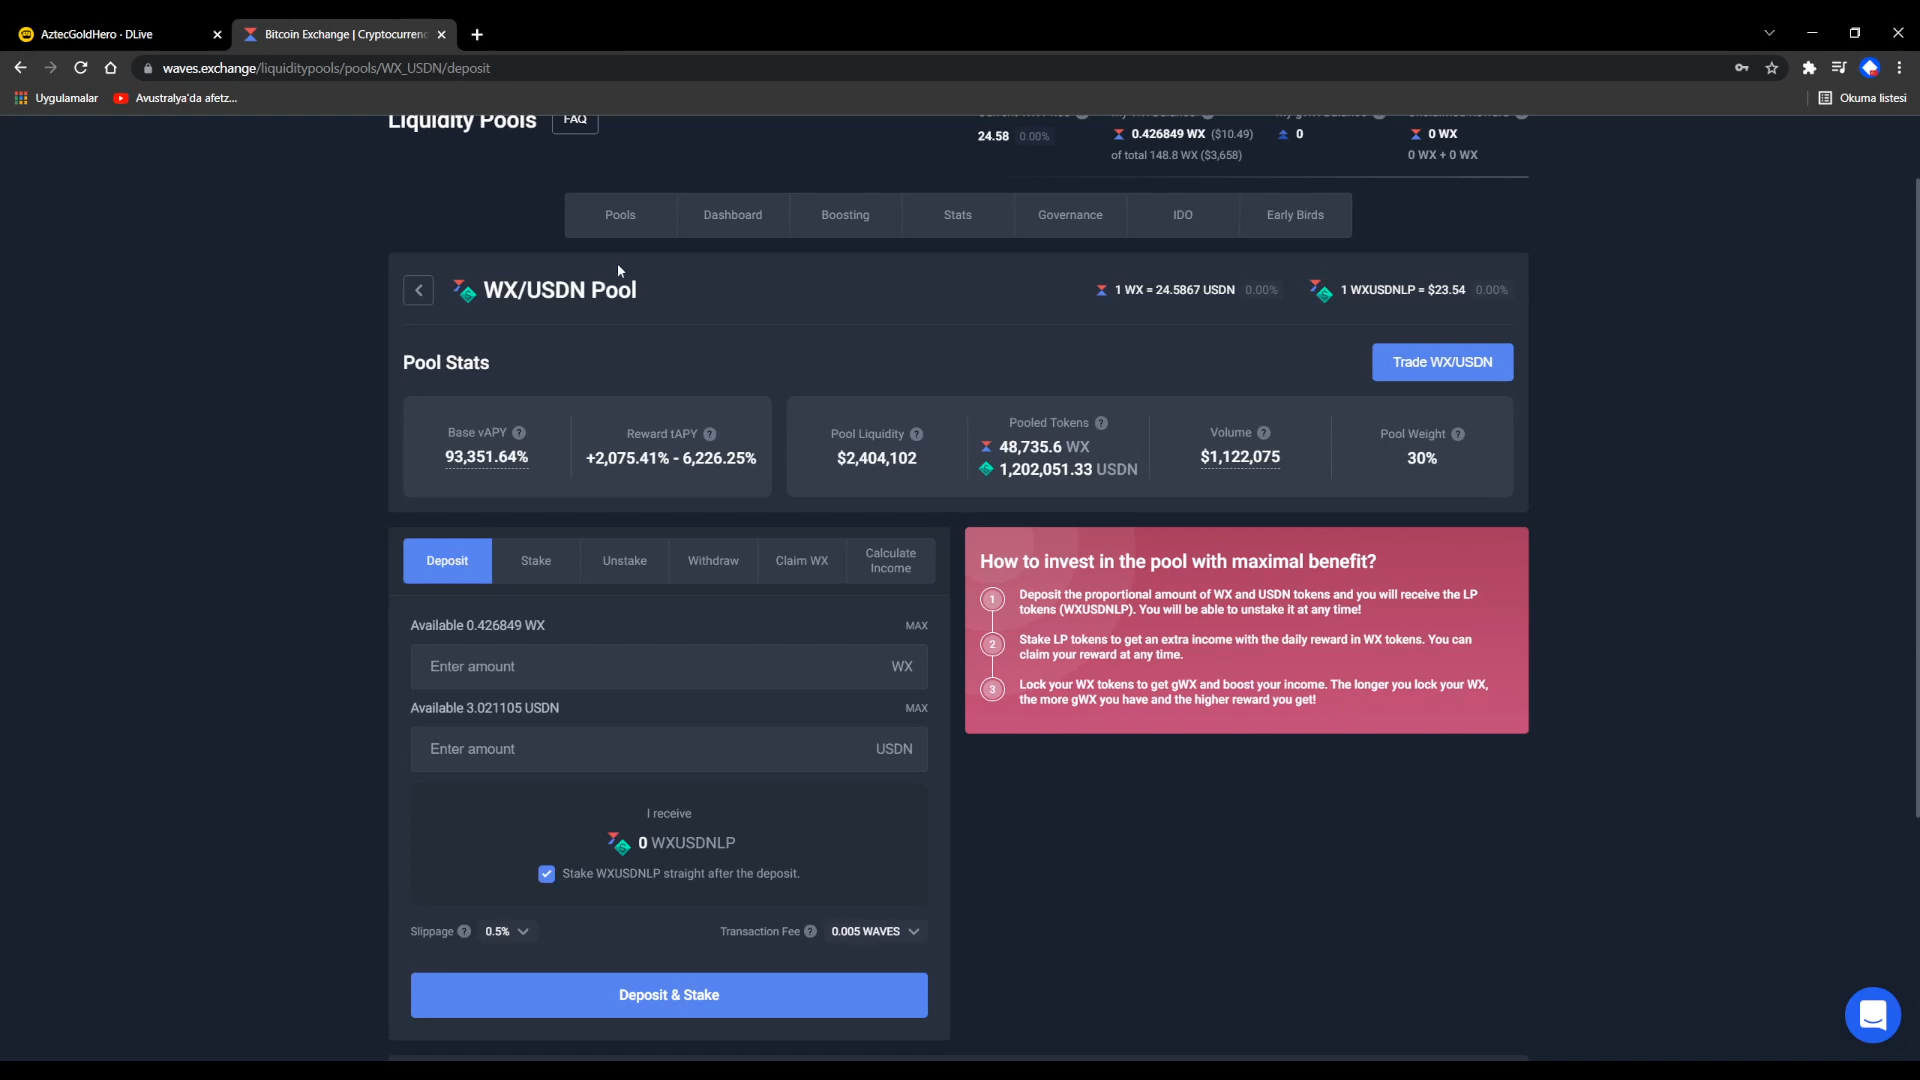 AztecGoldHero · DLive
Bitcoin Exchange | Cryptocurrenc
waves.exchange/liquiditypools/pools/WX_USDN/deposit
Uygulamalar
Avustralya'da afetz...
Okuma listesi
Liquidity Pools
FAQ
24.58 0.00%
0.426849 WX ($10.49)
of total 148.8 WX ($3,658)
0
0 WX
0 WX + 0 WX
Pools
Dashboard
Boosting
Stats
Governance
IDO
Early Birds
WX/USDN Pool
1 WX = 24.5867 USDN 0.00%
1 WXUSDNLP = $23.54 0.00%
Pool Stats
Trade WX/USDN
Base vAPY ?
93,351.64%
Reward tAPY ?
+2,075.41% - 6,226.25%
Pool Liquidity ?
$2,404,102
Pooled Tokens ?
48,735.6 WX
1,202,051.33 USDN
Volume ?
$1,122,075
Pool Weight ?
30%
Deposit
Stake
Unstake
Withdraw
Claim WX
Calculate
Income
Available 0.426849 WX
MAX
Enter amount
WX
Available 3.021105 USDN
MAX
Enter amount
USDN
I receive
0 WXUSDNLP
Stake WXUSDNLP straight after the deposit.
Slippage ? 0.5%
Transaction Fee ? 0.005 WAVES
Deposit & Stake
How to invest in the pool with maximal benefit?
1
Deposit the proportional amount of WX and USDN tokens and you will receive the LP
tokens (WXUSDNLP). You will be able to unstake it at any time!
2
Stake LP tokens to get an extra income with the daily reward in WX tokens. You can
claim your reward at any time.
3
Lock your WX tokens to get gWX and boost your income. The longer you lock your WX,
the more gWX you have and the higher reward you get!